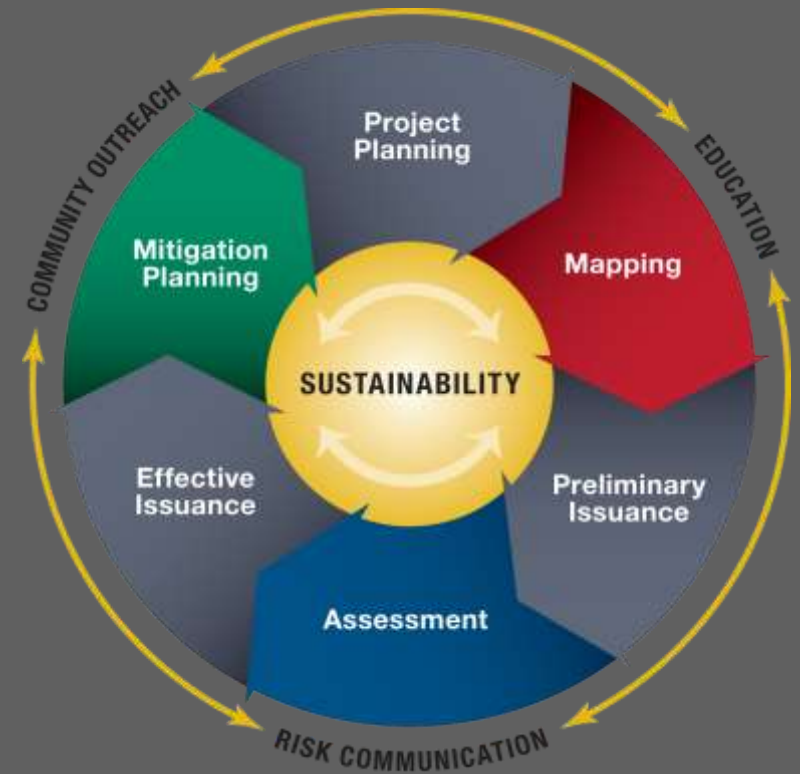 COMMUNITY OUTREACH
EDUCATION
Project
Planning
Mitigation
Planning
Mapping
SUSTAINABILITY
Effective
Issuance
Preliminary
Issuance
Assessment
RISK COMMUNICATION